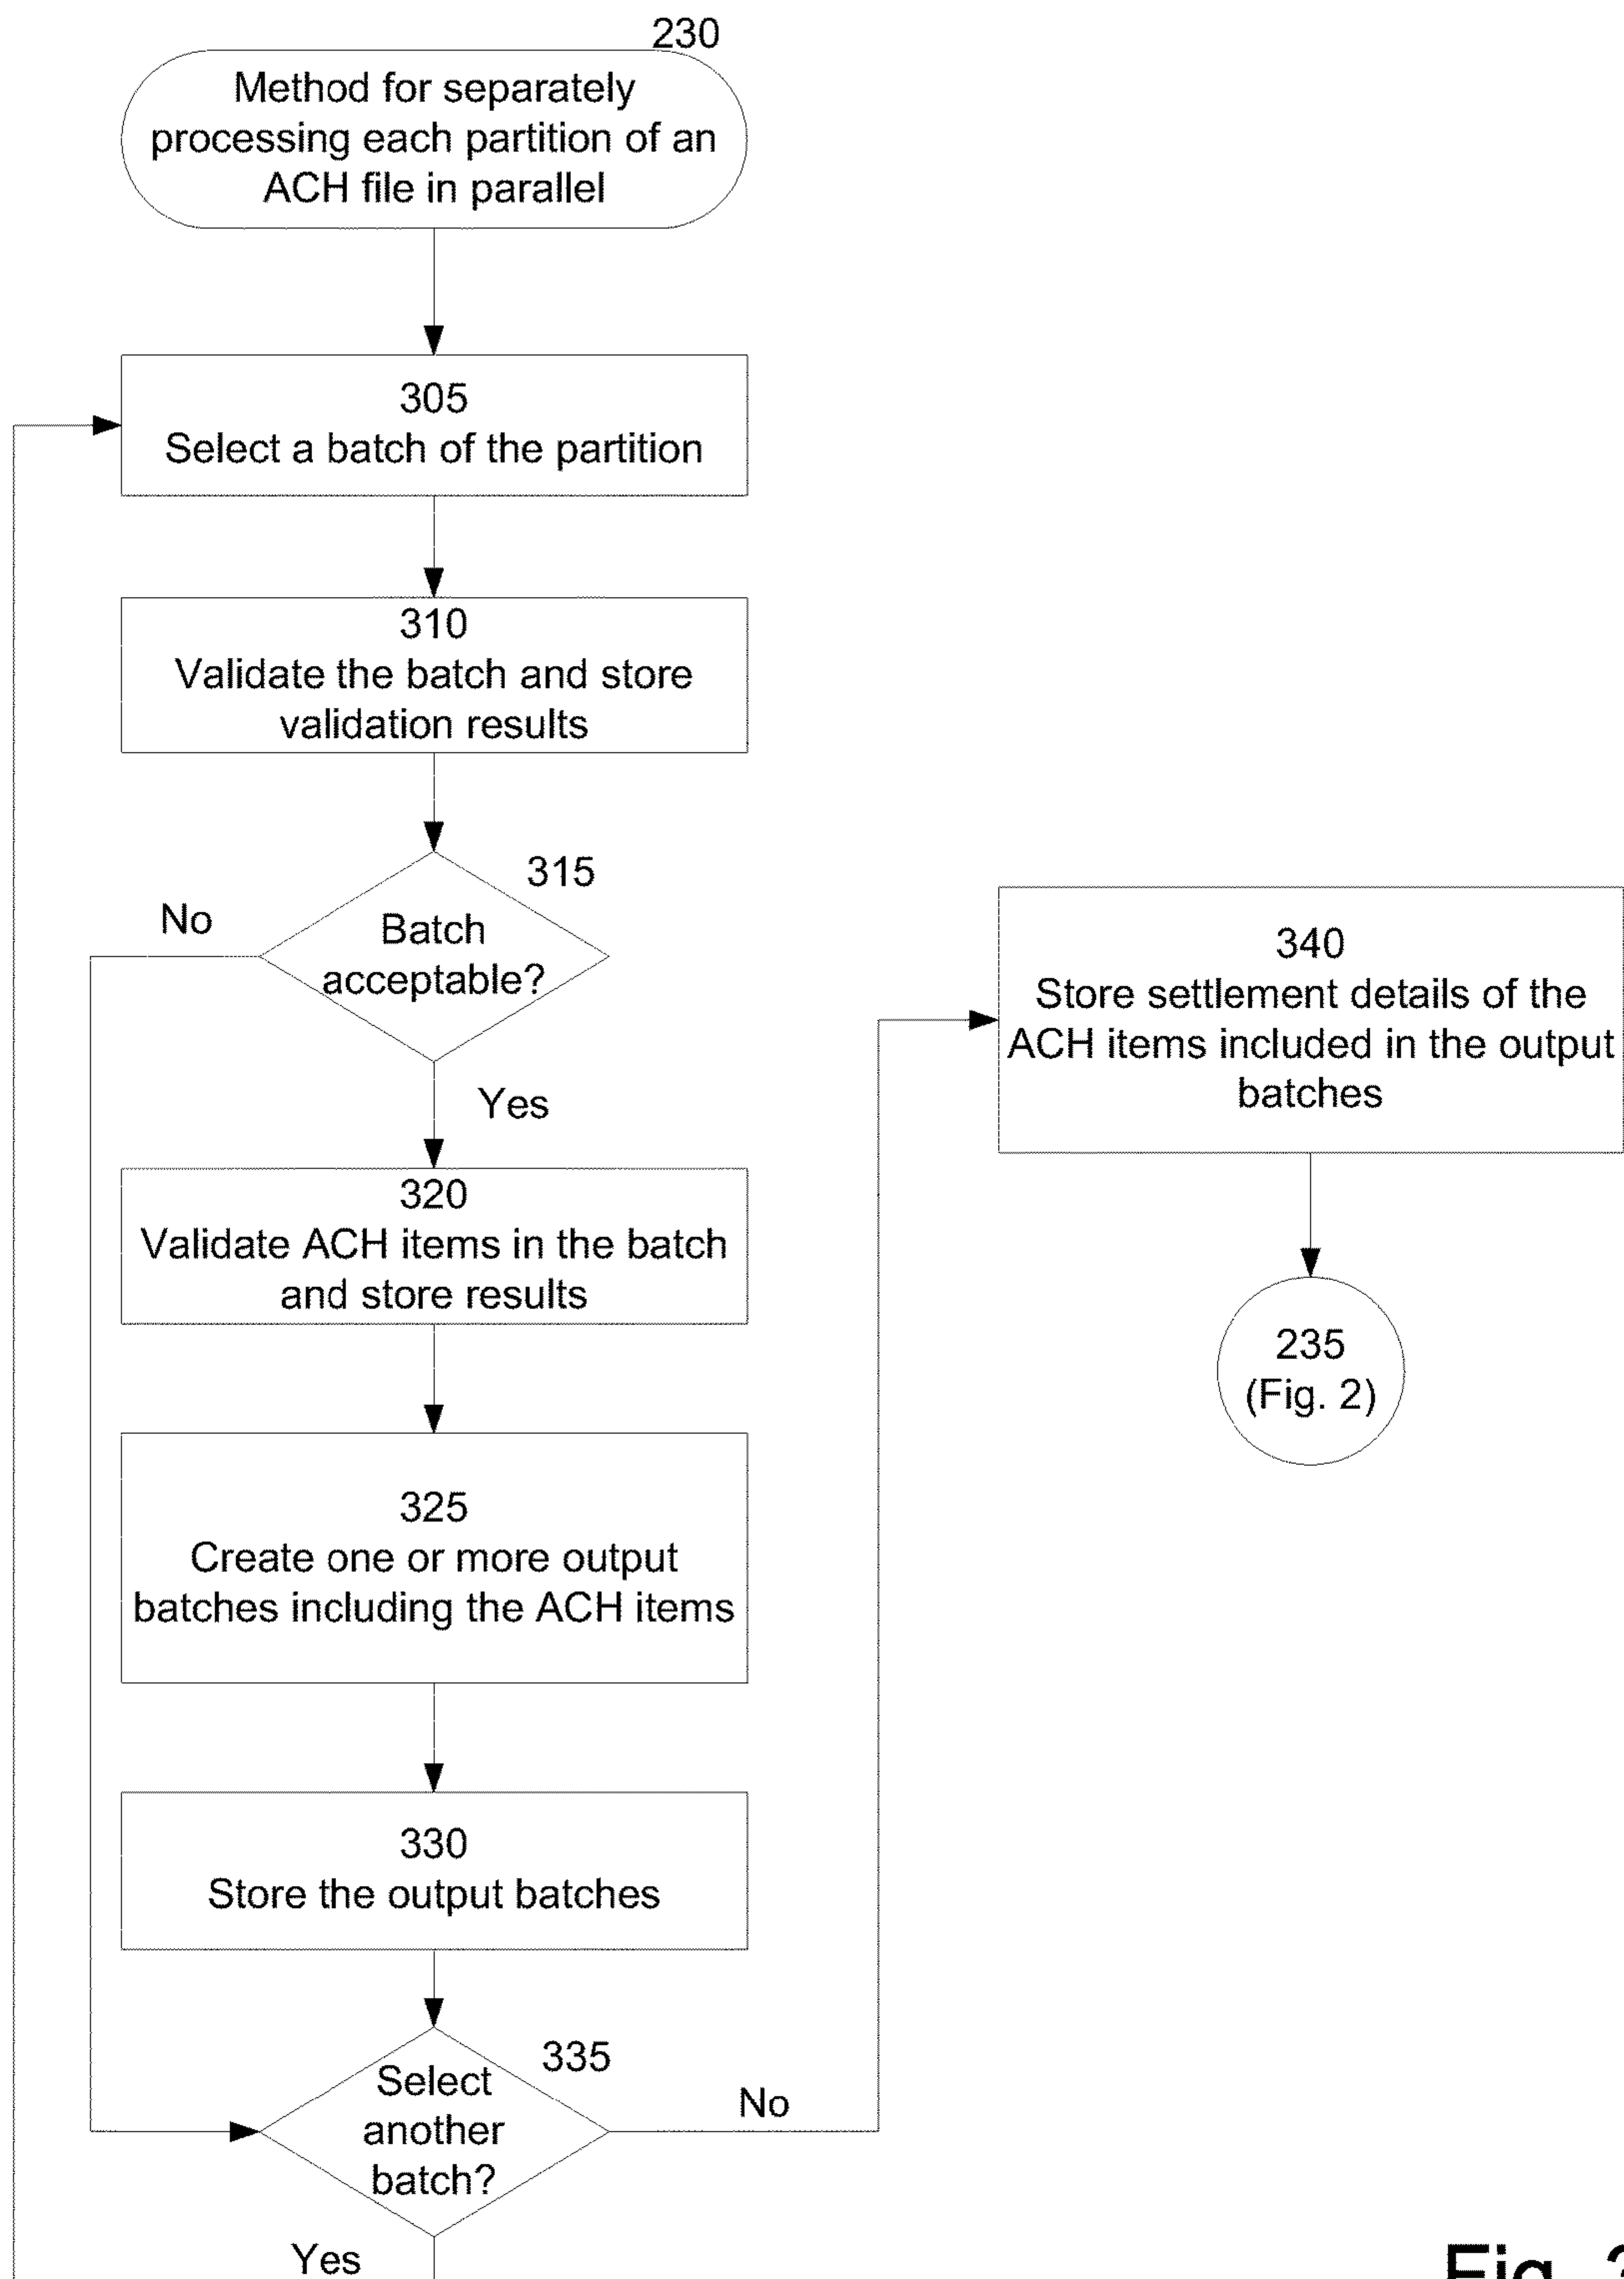 230
Method for separately
processing each partition of an
ACH file in parallel
305
Select a batch of the partition
310
Validate the batch and store
validation results
315
No
Batch
acceptable?
Yes
320
Validate ACH items in the batch
and store results
325
Create one or more output
batches including the ACH items
330
Store the output batches
335
Select
another
batch?
No
Yes
340
Store settlement details of the
ACH items included in the output
batches
235
(Fig. 2)
Fig.